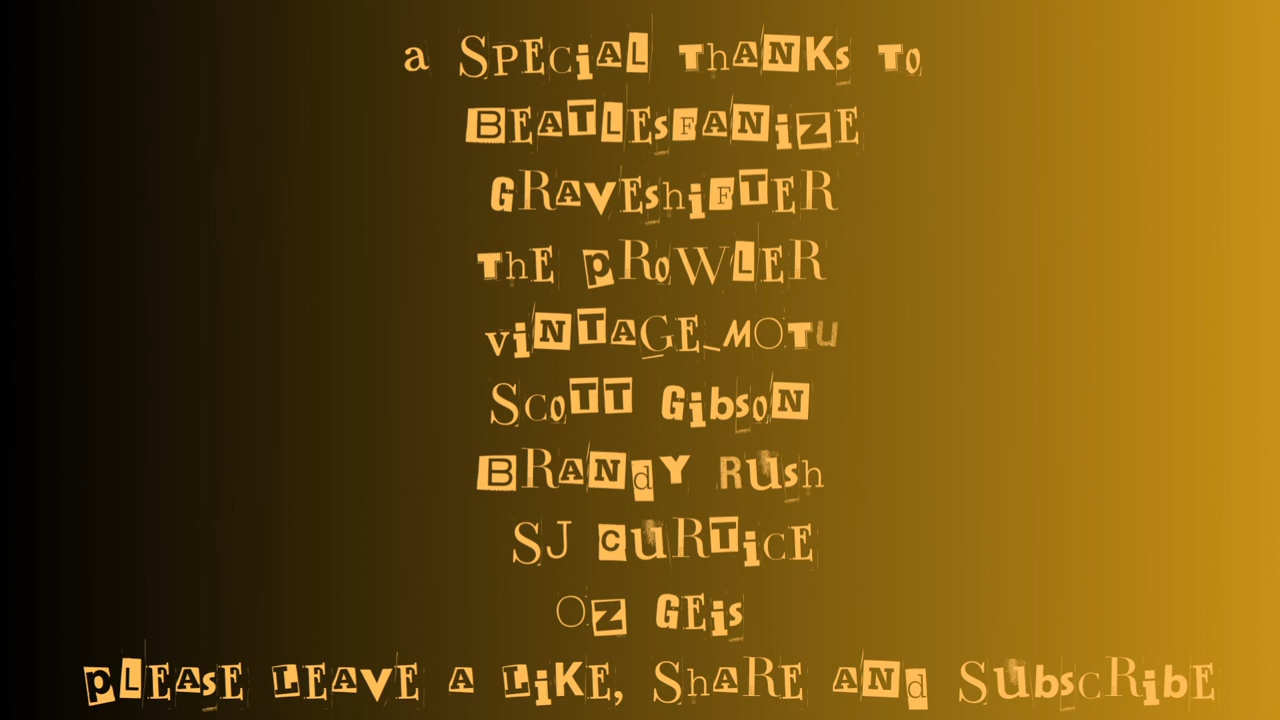 a SPEciAL ThANKs To
BEATLEsFANiZE
GRAVEshiFTER
ThE pRoWLER
viNTAGE_MOTU
ScoTT GibsoN
BRANdY RUsh
SJ cuRTicE
OZ GEis
pLEAsE LEAVE A LiKE, ShARE ANd SubscRibE